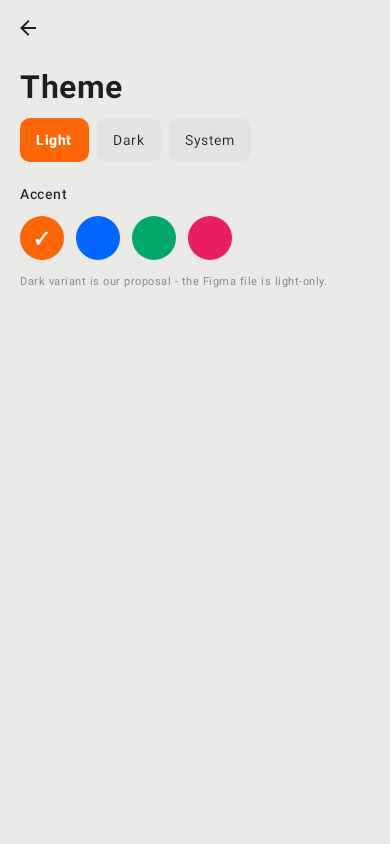 Theme
Light Dark System
Accent
Dark variant is our proposal - the Figma file is light-only.